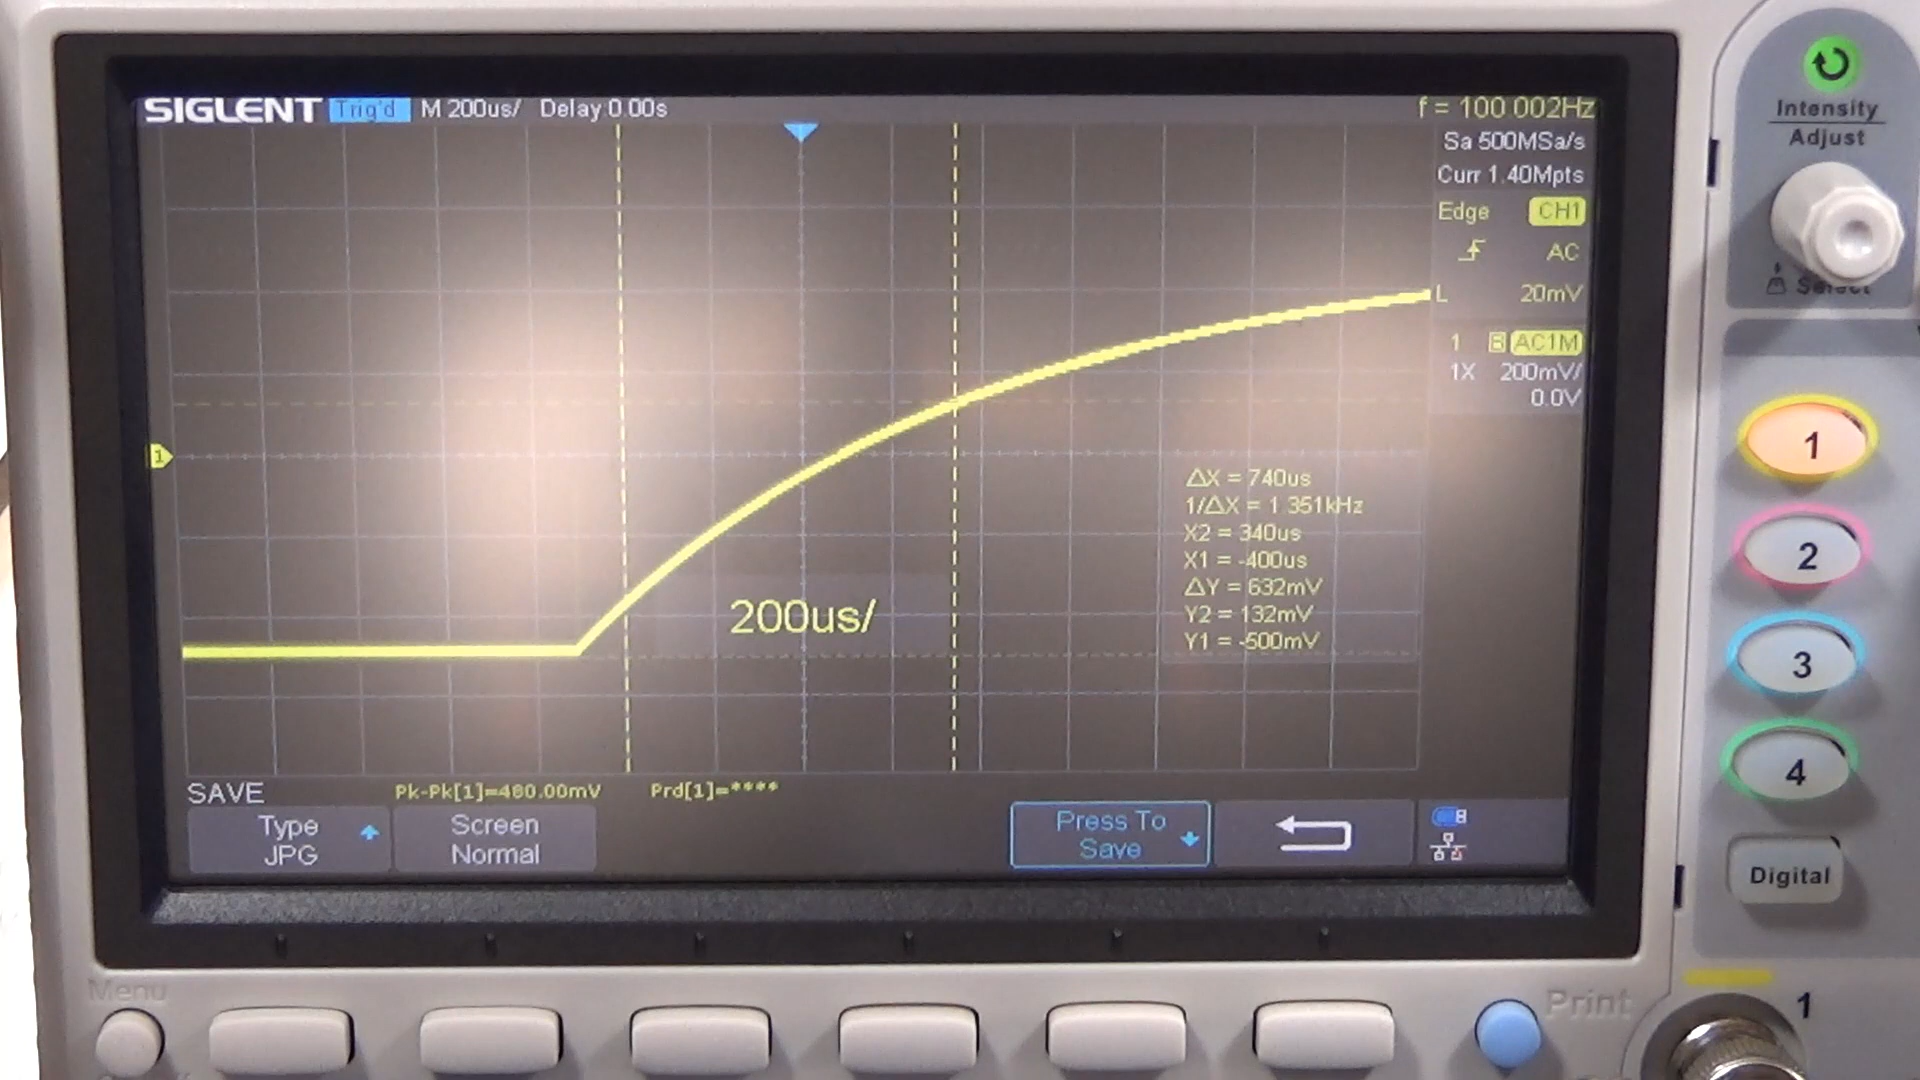 SIGLENT Trig'd M 200us/ Delay:0.00s f = 100.002Hz
Sa 500MSa/s
Curr 1.40Mpts
Edge CH1
AC
L 20mV
1 B AC1M
1X 200mV/
0.0V
1
ΔX = 740us
1/ΔX = 1.351kHz
X2 = 340us
X1 = -400us
ΔY = 632mV
Y2 = 132mV
Y1 = -500mV
200us/
SAVE Pk-Pk[1]=480.00mV Prd[1]=****
Type
JPG
Screen
Normal
Press To
Save
Intensity
Adjust
Select
1
2
3
4
Digital
Menu
Print
1